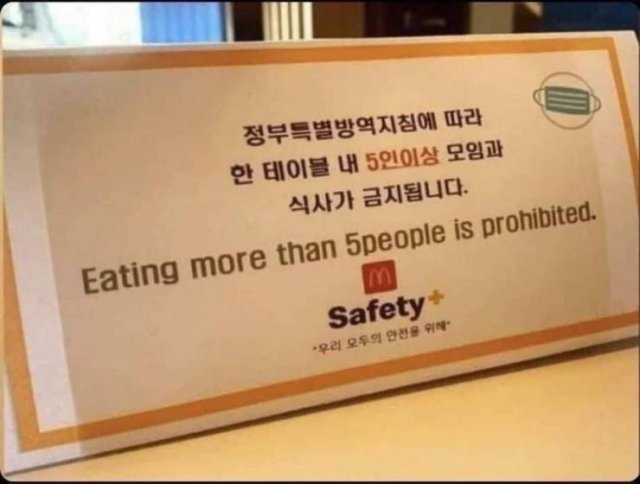 정부특별방역지침에 따라
한 테이블 내 5인이상 모임과
식사가 금지됩니다.
Eating more than 5people is prohibited.
M
Safety+
"우리 모두의 안전을 위해"